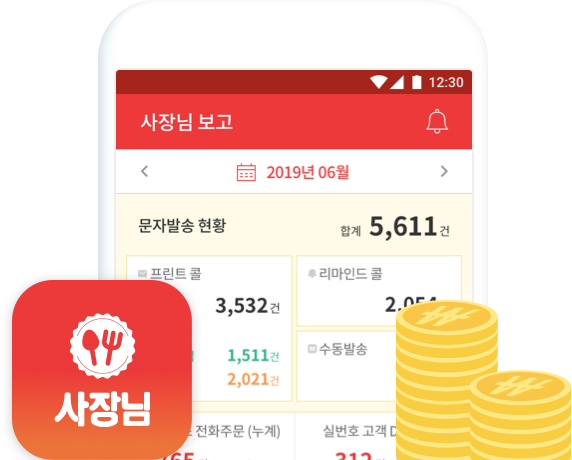 12:30
사장님 보고
2019년 06월
문자발송 현황
합계 5,611건
프린트 콜
리마인드 콜
3,532건
2,054
1,511건
수동발송
2,021건
사장님
전화주문 (누계)
실번호 고객 D
312